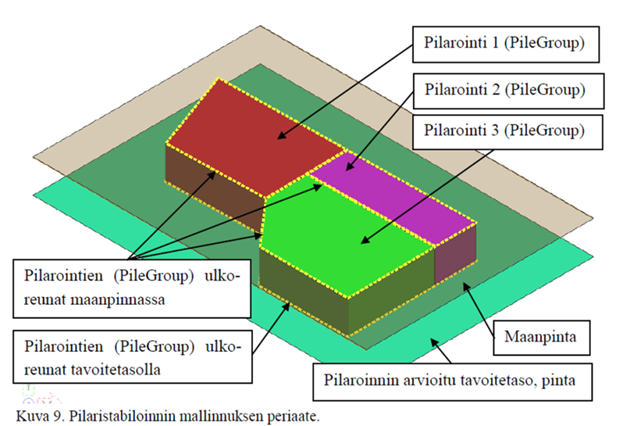 Pilarointi 1 (PileGroup)
Pilarointi 2 (PileGroup)
Pilarointi 3 (PileGroup)
Pilarointien (PileGroup) ulko-
reunat maanpinnassa
Pilarointien (PileGroup) ulko-
reunat tavoitetasolla
Maanpinta
Pilaroinnin arvioitu tavoitetaso, pinta
Kuva 9. Pilaristabiloinnin mallinnuksen periaate.